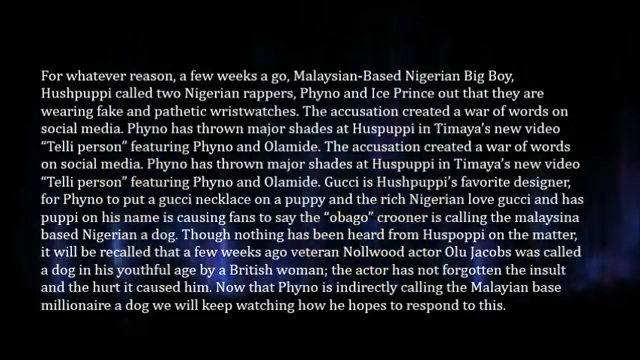 For whatever reason, a few weeks a go, Malaysian-Based Nigerian Big Boy,
Hushpuppi called two Nigerian rappers, Phyno and Ice Prince out that they are
wearing fake and pathetic wristwatches. The accusation created a war of words on
social media. Phyno has thrown major shades at Huspuppi in Timaya's new video
“Telli person” featuring Phyno and Olamide. The accusation created a war of words
on social media. Phyno has thrown major shades at Huspuppi in Timaya's new video
“Telli person” featuring Phyno and Olamide. Gucci is Hushpuppi's favorite designer,
for Phyno to put a gucci necklace on a puppy and the rich Nigerian love gucci and has
puppi on his name is causing fans to say the “obago” crooner is calling the malaysina
based Nigerian a dog. Though nothing has been heard from Huspoppi on the matter,
it will be recalled that a few weeks ago veteran Nollwood actor Olu Jacobs was called
a dog in his youthful age by a British woman; the actor has not forgotten the insult
and the hurt it caused him. Now that Phyno is indirectly calling the Malayian base
millionaire a dog we will keep watching how he hopes to respond to this.